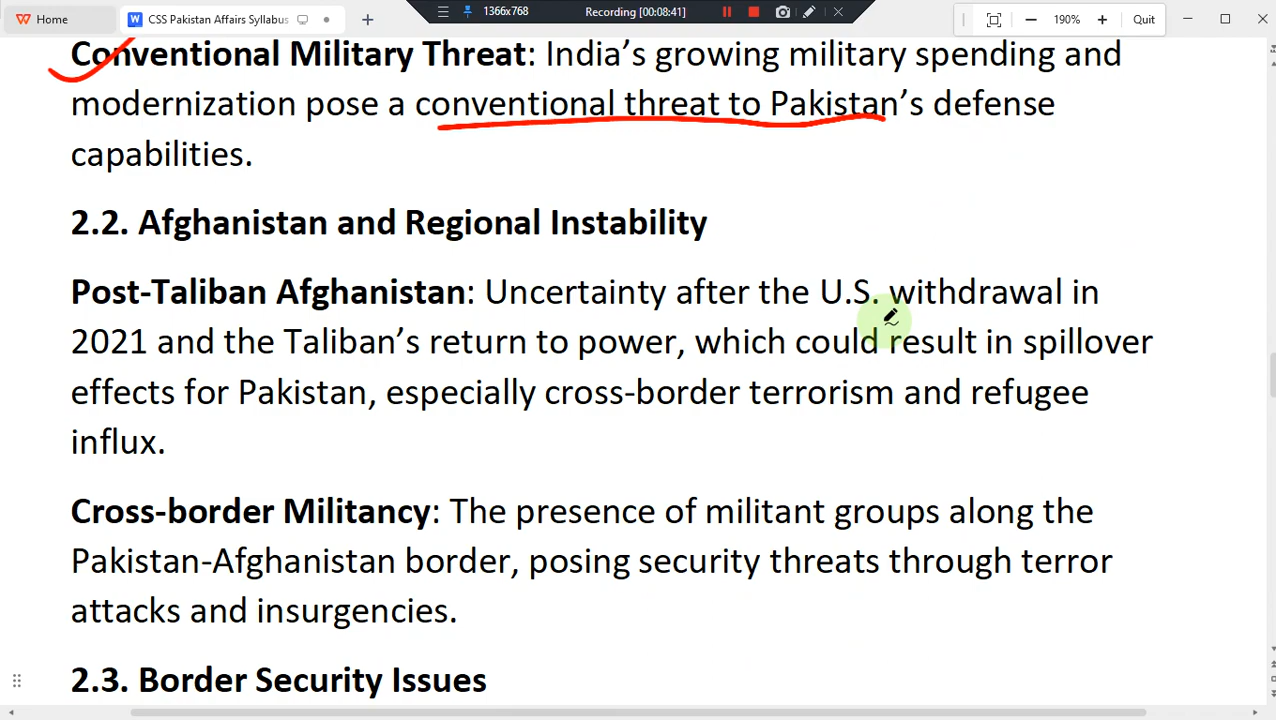 Home
CSS Pakistan Affairs Syllabus
1366x768
Recording [00:08:41]
190%
Quit
Conventional Military Threat: India's growing military spending and
modernization pose a conventional threat to Pakistan's defense
capabilities.
2.2. Afghanistan and Regional Instability
Post-Taliban Afghanistan: Uncertainty after the U.S. withdrawal in
2021 and the Taliban's return to power, which could result in spillover
effects for Pakistan, especially cross-border terrorism and refugee
influx.
Cross-border Militancy: The presence of militant groups along the
Pakistan-Afghanistan border, posing security threats through terror
attacks and insurgencies.
2.3. Border Security Issues